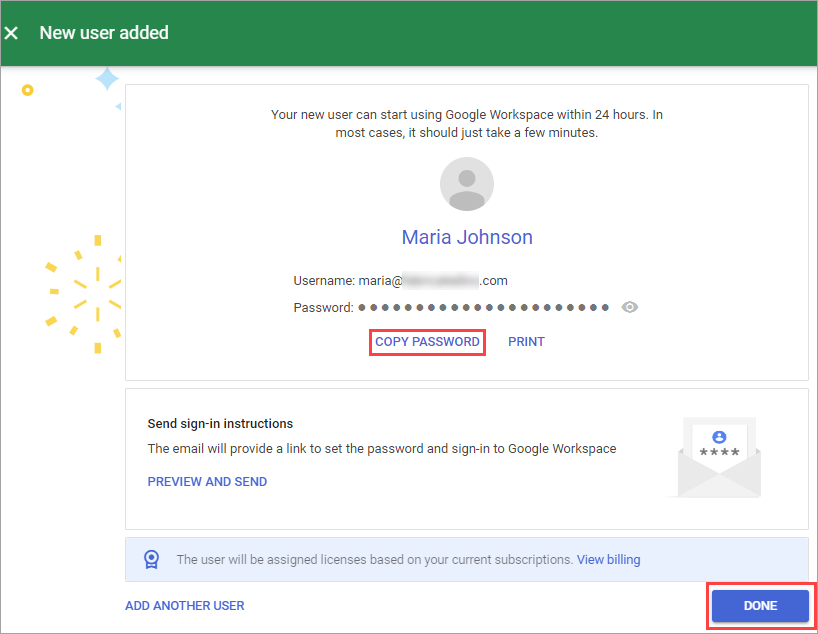 New user added
Your new user can start using Google Workspace within 24 hours. In
most cases, it should just take a few minutes.
Maria Johnson
Username: maria@ .com
Password: ••••••••••••••••••••••
COPY PASSWORD PRINT
Send sign-in instructions
The email will provide a link to set the password and sign-in to Google Workspace
PREVIEW AND SEND
****
The user will be assigned licenses based on your current subscriptions. View billing
ADD ANOTHER USER
DONE